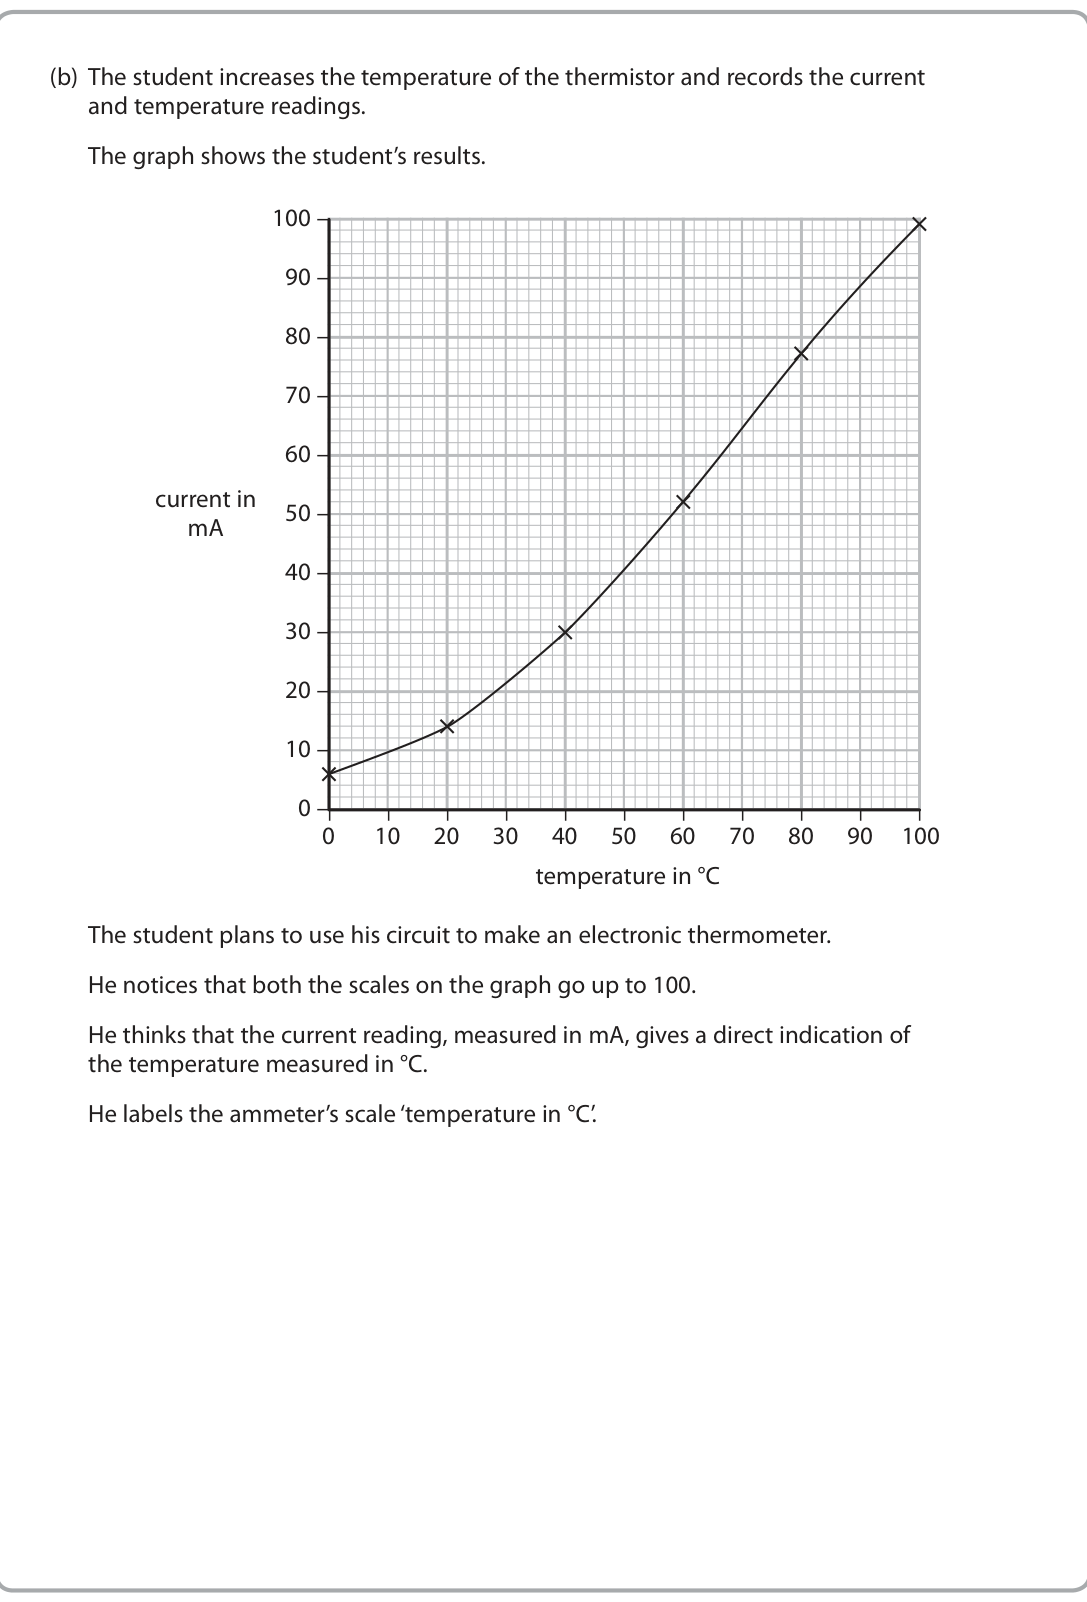 (b) The student increases the temperature of the thermistor and records the current
and temperature readings.
The graph shows the student’s results.
100
90
80
70
60
current in
mA
50
40
30
20
10
0
0 10 20 30 40 50 60 70 80 90 100
temperature in °C
The student plans to use his circuit to make an electronic thermometer.
He notices that both the scales on the graph go up to 100.
He thinks that the current reading, measured in mA, gives a direct indication of
the temperature measured in °C.
He labels the ammeter’s scale ‘temperature in °C’.